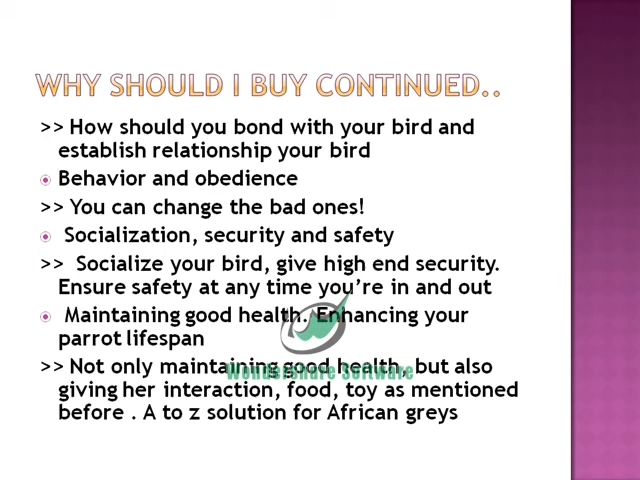 WHY SHOULD I BUY CONTINUED..
>> How should you bond with your bird and
establish relationship your bird
Behavior and obedience
>> You can change the bad ones!
Socialization, security and safety
>> Socialize your bird, give high end security.
Ensure safety at any time you're in and out
Maintaining good health. Enhancing your
parrot lifespan
>> Not only maintaining good health, but also
giving her interaction, food, toy as mentioned
before . A to z solution for African greys
Wondershare Software